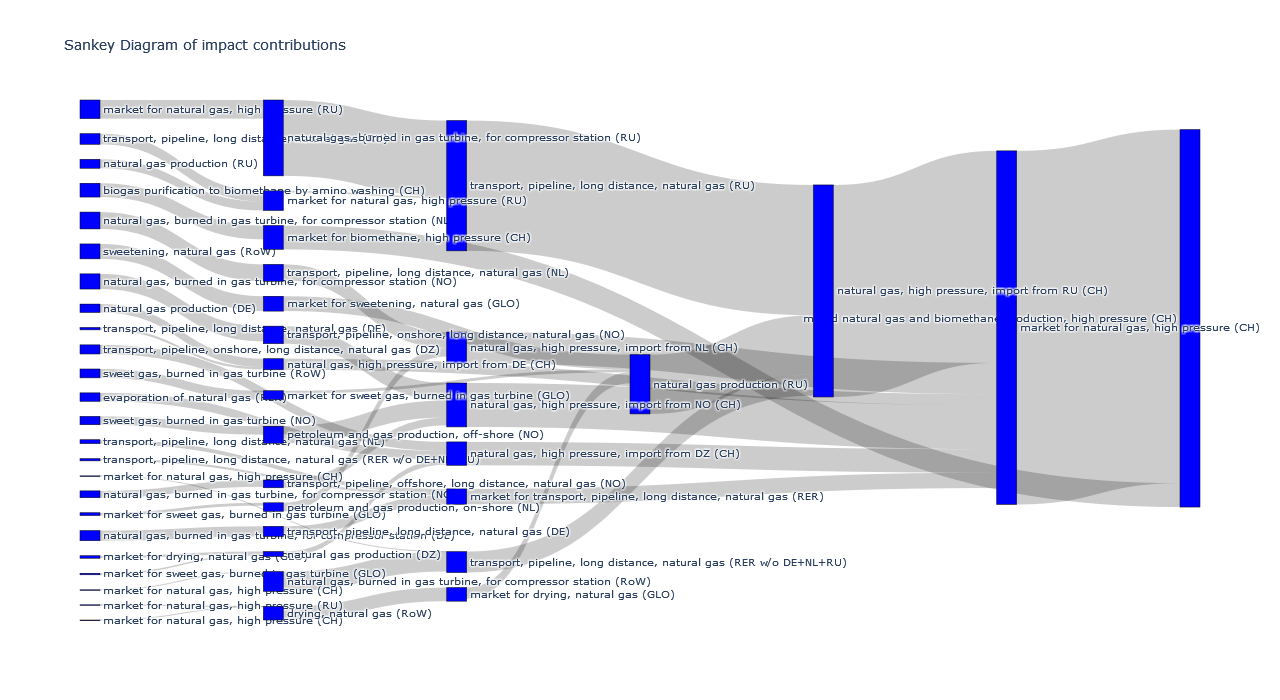 Sankey Diagram of impact contributions
market for natural gas, high pressure (RU)
transport, pipeline, long distance, natural gas
natural gas production (RU)
biogas purification to biomethane by amino washing (CH)
natural gas, burned in gas turbine, for compressor station (NL)
sweetening, natural gas (RoW)
natural gas, burned in gas turbine, for compressor station (NO)
natural gas production (DE)
transport, pipeline, long distance, natural gas (DE)
transport, pipeline, onshore, long distance, natural gas (DZ)
sweet gas, burned in gas turbine (RoW)
evaporation of natural gas
sweet gas, burned in gas turbine (NO)
transport, pipeline, long distance, natural gas (NL)
transport, pipeline, long distance, natural gas (RER w/o DE+NL+RU)
market for natural gas, high pressure (CH)
natural gas, burned in gas turbine, for compressor station
market for sweet gas, burned in gas turbine (GLO)
natural gas, burned in gas turbine, for compressor station (DE)
market for drying, natural gas (GLO)
market for sweet gas, burned in gas turbine (GLO)
market for natural gas, high pressure (CH)
market for natural gas, high pressure (RU)
market for natural gas, high pressure (CH)
natural gas, burned in gas turbine, for compressor station (RU)
market for natural gas, high pressure (RU)
market for biomethane, high pressure (CH)
transport, pipeline, long distance, natural gas (NL)
market for sweetening, natural gas (GLO)
transport, pipeline, onshore, long distance, natural gas (NO)
natural gas, high pressure, import from DE (CH)
market for sweet gas, burned in gas turbine (GLO)
petroleum and gas production, off-shore (NO)
transport, pipeline, offshore, long distance, natural gas (NO)
petroleum and gas production, on-shore (NL)
transport, pipeline, long distance, natural gas (DE)
natural gas production (DZ)
natural gas, burned in gas turbine, for compressor station (RoW)
drying, natural gas (RoW)
transport, pipeline, long distance, natural gas (RU)
natural gas, high pressure, import from NL (CH)
natural gas, high pressure, import from NO (CH)
natural gas, high pressure, import from DZ (CH)
market for transport, pipeline, long distance, natural gas (RER)
transport, pipeline, long distance, natural gas (RER w/o DE+NL+RU)
market for drying, natural gas (GLO)
natural gas production (RU)
natural gas, high pressure, import from RU (CH)
natural gas and biomethane production, high pressure (CH)
market for natural gas, high pressure (CH)